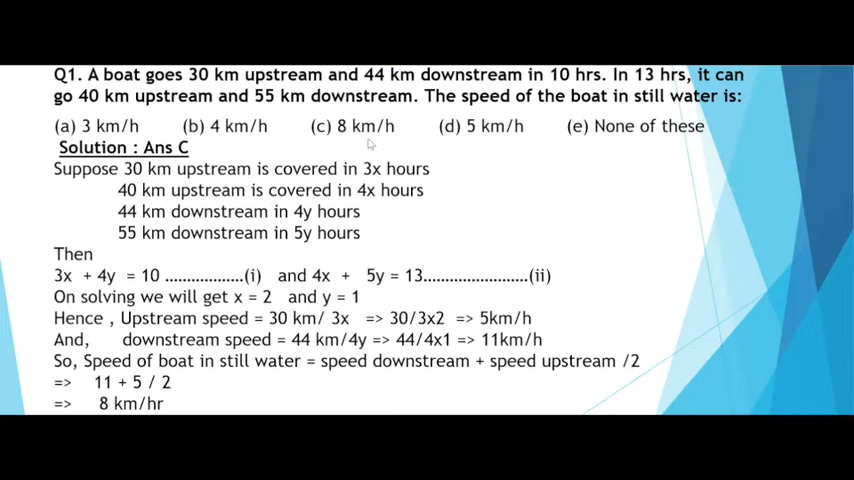 Q1. A boat goes 30 km upstream and 44 km downstream in 10 hrs. In 13 hrs, it can
go 40 km upstream and 55 km downstream. The speed of the boat in still water is:
(a) 3 km/h (b) 4 km/h (c) 8 km/h (d) 5 km/h (e) None of these
Solution : Ans C
Suppose 30 km upstream is covered in 3x hours
40 km upstream is covered in 4x hours
44 km downstream in 4y hours
55 km downstream in 5y hours
Then
3x + 4y = 10 ..................(i) and 4x + 5y = 13........................(ii)
On solving we will get x = 2 and y = 1
Hence , Upstream speed = 30 km/ 3x => 30/3x2 => 5km/h
And, downstream speed = 44 km/4y => 44/4x1 => 11km/h
So, Speed of boat in still water = speed downstream + speed upstream /2
=> 11 + 5 / 2
=> 8 km/hr